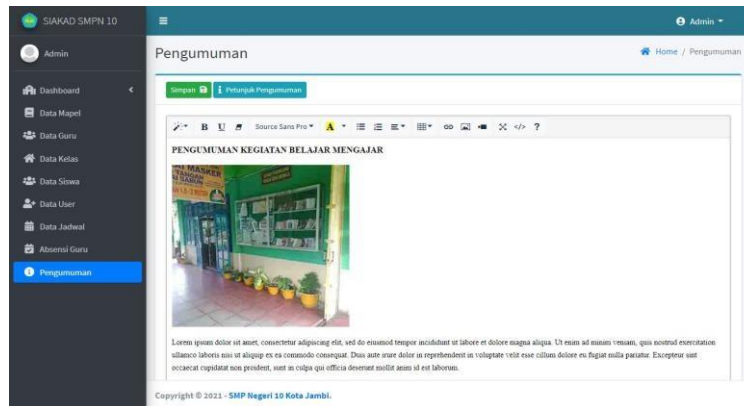 SIAKAD SMPN 10
Admin
Admin
Pengumuman
Home / Pengumuman
Dashboard
Data Mapel
Data Guru
Data Kelas
Data Siswa
Data User
Data Jadwal
Absensi Guru
Pengumuman
Simpan
Petunjuk Pengumuman
B U Source Sans Pro A </> ?
PENGUMUMAN KEGIATAN BELAJAR MENGAJAR
MASKER
TANGAN
Lorem ipsum dolor sit amet, consectetur adipiscing elit, sed do eiusmod tempor incididunt ut labore et dolore magna aliqua. Ut enim ad minim veniam, quis nostrud exercitation
ullamco laboris nisi ut aliquip ex ea commodo consequat. Duis aute irure dolor in reprehenderit in voluptate velit esse cillum dolore eu fugiat nulla pariatur. Excepteur sint
occaecat cupidatat non proident, sunt in culpa qui officia deserunt mollit anim id est laborum.
Copyright © 2021 - SMP Negeri 10 Kota Jambi.